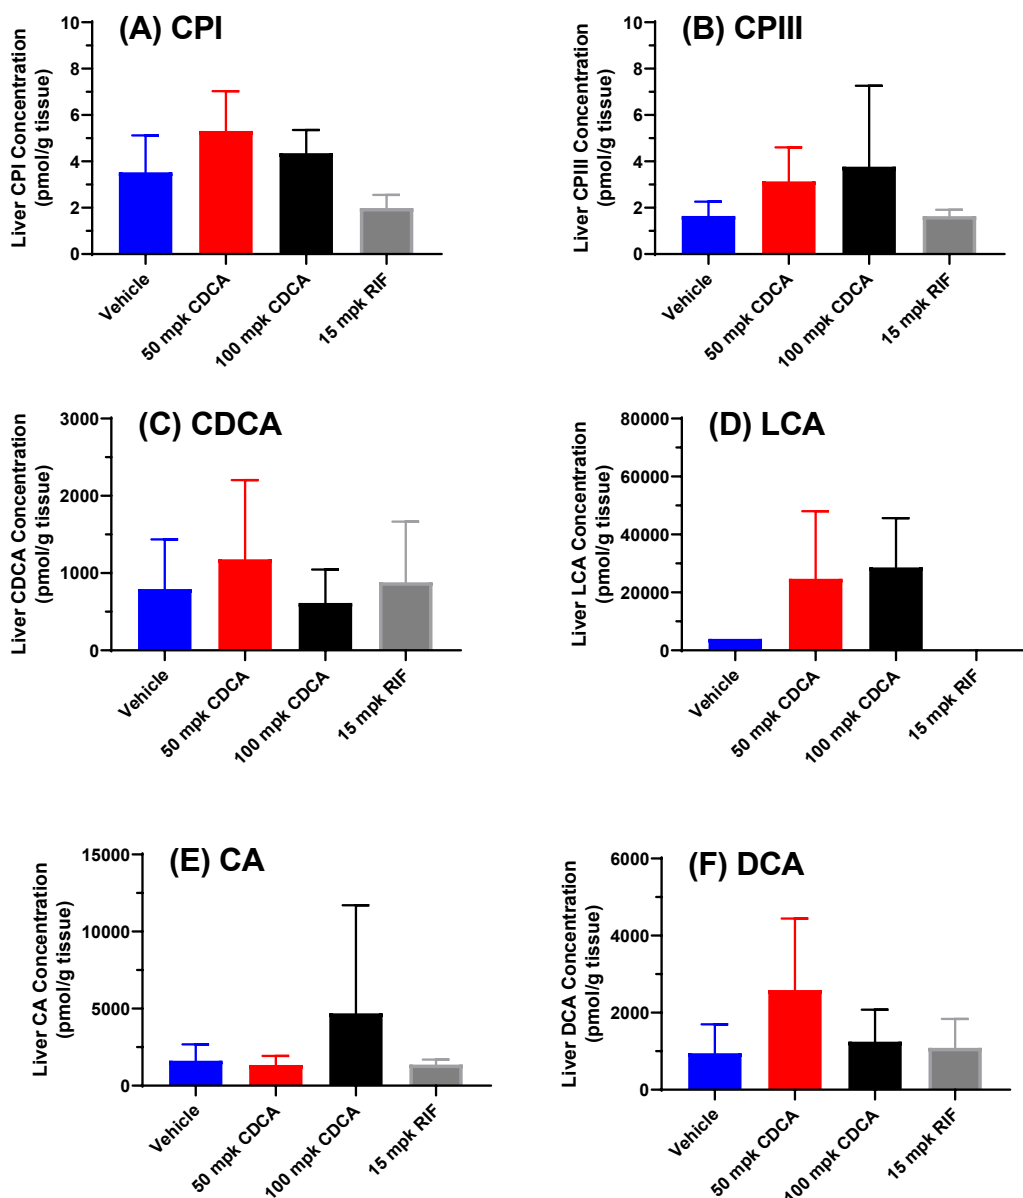 (A) CPI
Liver CPI Concentration
(pmol/g tissue)
10
8
6
4
2
0
Vehicle
50 mpk CDCA
100 mpk CDCA
15 mpk RIF
(B) CPIII
Liver CPIII Concentration
(pmol/g tissue)
10
8
6
4
2
0
Vehicle
50 mpk CDCA
100 mpk CDCA
15 mpk RIF
(C) CDCA
Liver CDCA Concentration
(pmol/g tissue)
3000
2000
1000
0
Vehicle
50 mpk CDCA
100 mpk CDCA
15 mpk RIF
(D) LCA
Liver LCA Concentration
(pmol/g tissue)
80000
60000
40000
20000
0
Vehicle
50 mpk CDCA
100 mpk CDCA
15 mpk RIF
(E) CA
Liver CA Concentration
(pmol/g tissue)
15000
10000
5000
0
Vehicle
50 mpk CDCA
100 mpk CDCA
15 mpk RIF
(F) DCA
Liver DCA Concentration
(pmol/g tissue)
6000
4000
2000
0
Vehicle
50 mpk CDCA
100 mpk CDCA
15 mpk RIF